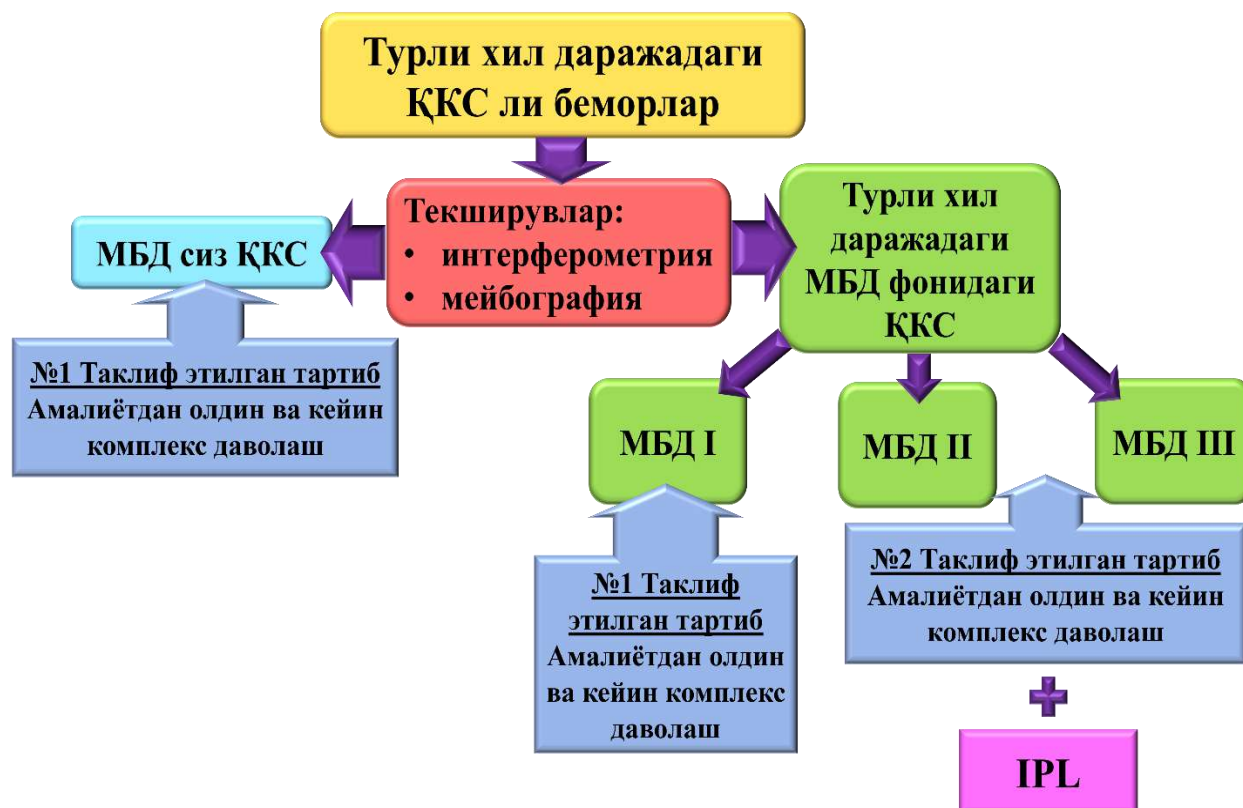 Турли хил даражадаги
ҚКС ли беморлар
Текширувлар:
• интерферометрия
• мейбография
МБД сиз ҚКС
Турли хил
даражадаги
МБД фонидаги
ҚКС
№1 Таклиф этилган тартиб
Амалиётдан олдин ва кейин
комплекс даволаш
МБД I
МБД II
МБД III
№1 Таклиф
этилган тартиб
Амалиётдан олдин
ва кейин комплекс
даволаш
№2 Таклиф этилган тартиб
Амалиётдан олдин ва кейин
комплекс даволаш
IPL